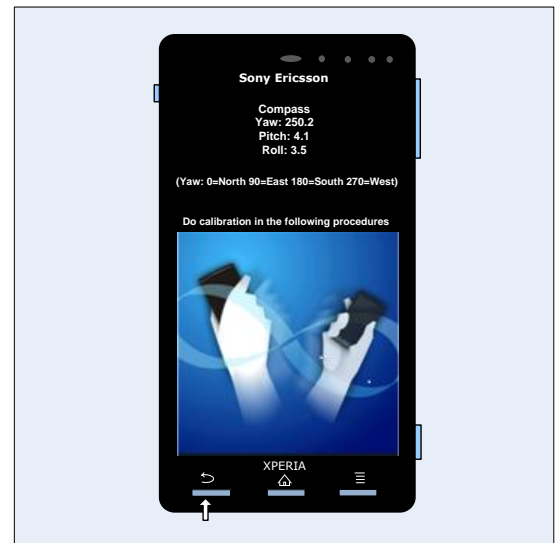 Sony Ericsson
Compass
Yaw: 250.2
Pitch: 4.1
Roll: 3.5
(Yaw: 0=North 90=East 180=South 270=West)
Do calibration in the following procedures
XPERIA